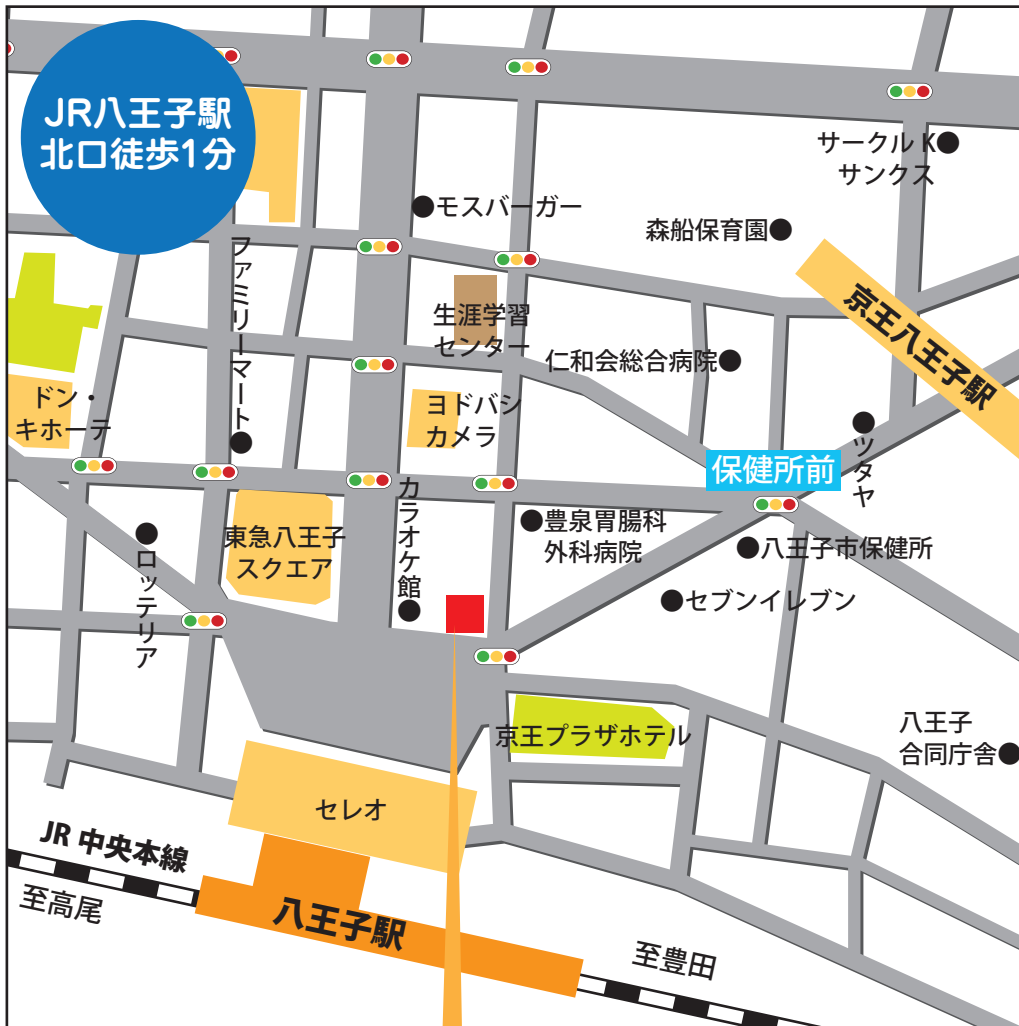 JR八王子駅
北口徒歩1分
サークルK
サンクス
モスバーガー
森船保育園
ファミリーマート
京王八王子駅
生涯学習
センター
仁和会総合病院
ドン・
キホーテ
ヨドバシ
カメラ
ツタヤ
保健所前
カラオケ館
豊泉胃腸科
外科病院
東急八王子
スクエア
ロッテリア
八王子市保健所
セブンイレブン
京王プラザホテル
八王子
合同庁舎
セレオ
JR 中央本線
至高尾
八王子駅
至豊田